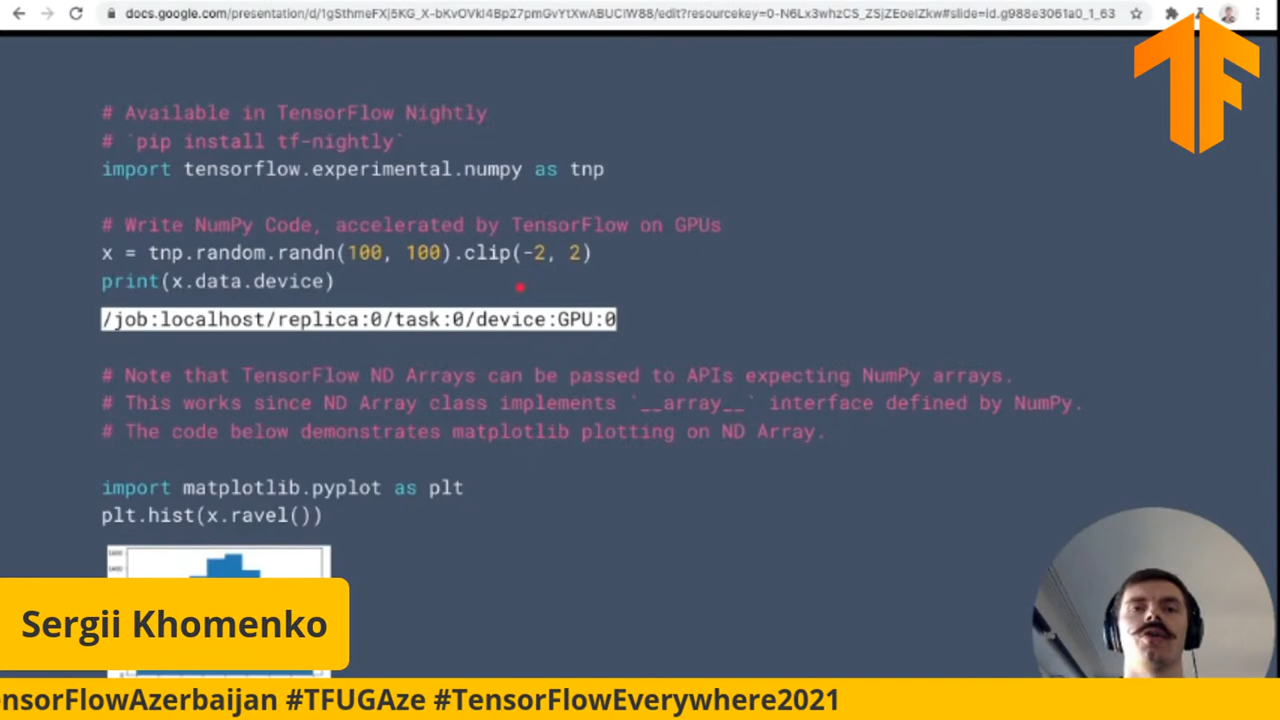 docs.google.com/presentation/d/1gSthmeFXj5KG_X-bKvOVkI4Bp27pmGvYtXwABUCIW88/edit?resourcekey=0-N6Lx3whzCS_ZSjZEoeIZkw#slide=id.g988e3061a0_1_63
# Available in TensorFlow Nightly
# `pip install tf-nightly`
import tensorflow.experimental.numpy as tnp
# Write NumPy Code, accelerated by TensorFlow on GPUs
x = tnp.random.randn(100, 100).clip(-2, 2)
print(x.data.device)
/job:localhost/replica:0/task:0/device:GPU:0
# Note that TensorFlow ND Arrays can be passed to APIs expecting NumPy arrays.
# This works since ND Array class implements `__array__` interface defined by NumPy.
# The code below demonstrates matplotlib plotting on ND Array.
import matplotlib.pyplot as plt
plt.hist(x.ravel())
Sergii Khomenko
ensorFlowAzerbaijan #TFUGAze #TensorFlowEverywhere2021